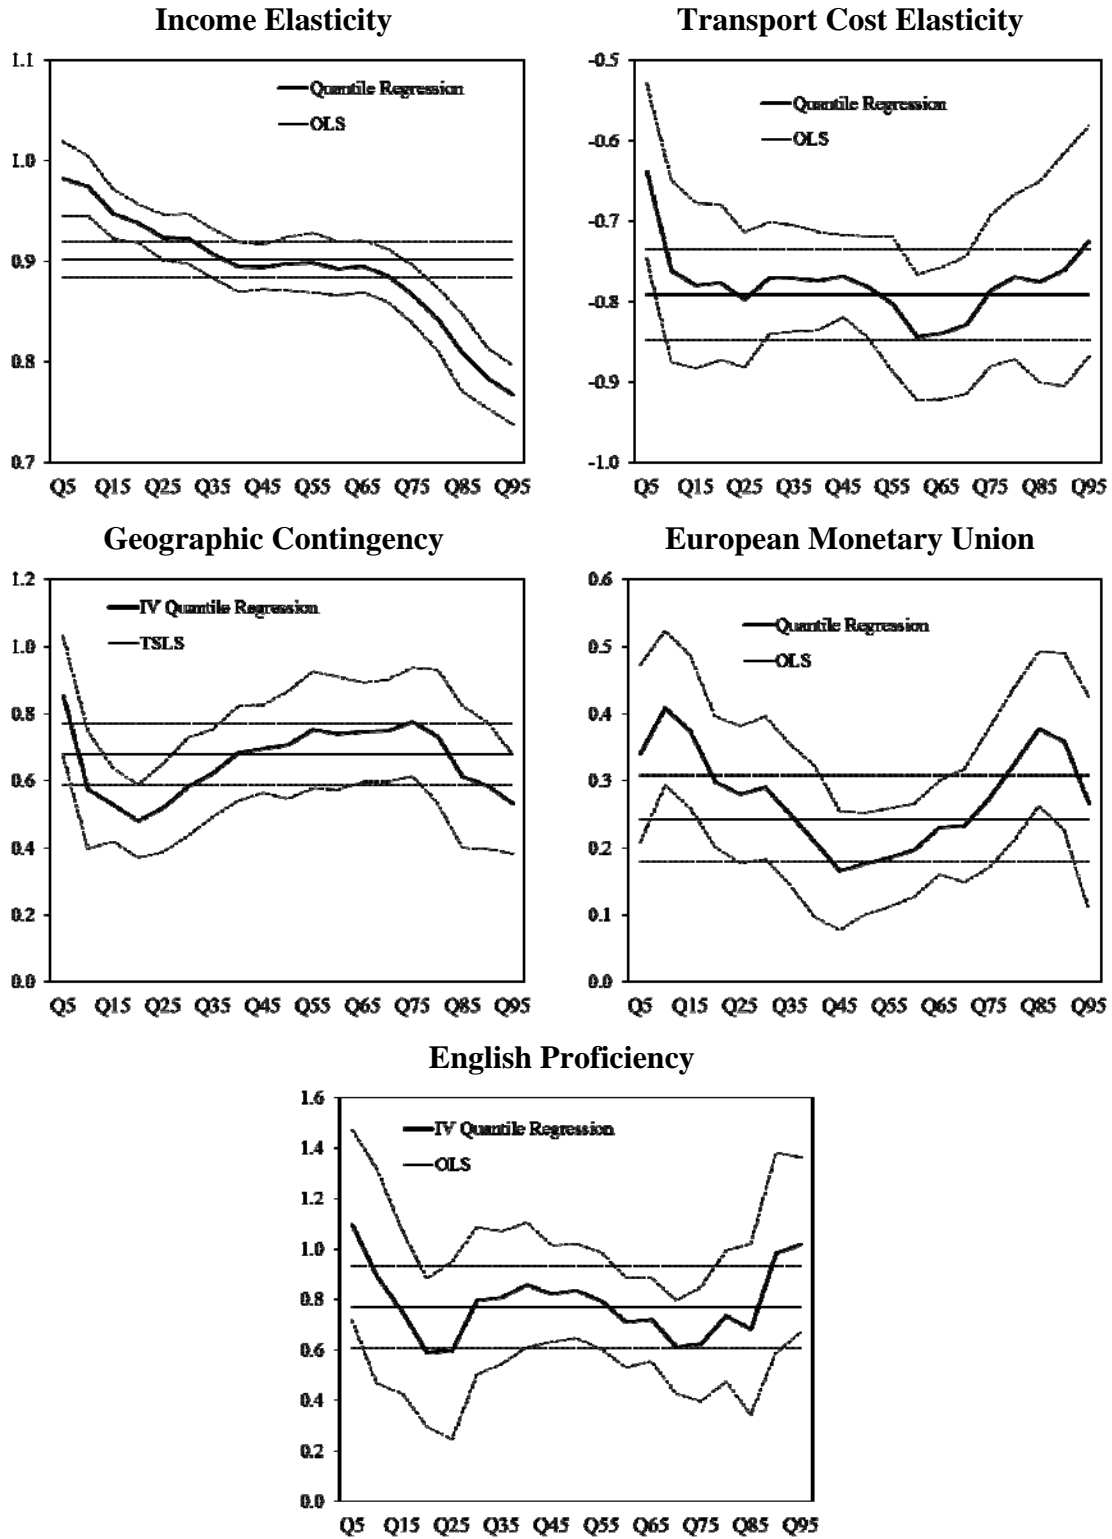 Income Elasticity
1.1
1.0
0.9
0.8
0.7
Quantile Regression
OLS
Q5 Q15 Q25 Q35 Q45 Q55 Q65 Q75 Q85 Q95
Transport Cost Elasticity
-0.5
-0.6
-0.7
-0.8
-0.9
-1.0
Quantile Regression
OLS
Q5 Q15 Q25 Q35 Q45 Q55 Q65 Q75 Q85 Q95
Geographic Contingency
1.2
1.0
0.8
0.6
0.4
0.2
0.0
IV Quantile Regression
TSLS
Q5 Q15 Q25 Q35 Q45 Q55 Q65 Q75 Q85 Q95
European Monetary Union
0.6
0.5
0.4
0.3
0.2
0.1
0.0
Quantile Regression
OLS
Q5 Q15 Q25 Q35 Q45 Q55 Q65 Q75 Q85 Q95
English Proficiency
1.6
1.4
1.2
1.0
0.8
0.6
0.4
0.2
0.0
IV Quantile Regression
OLS
Q5 Q15 Q25 Q35 Q45 Q55 Q65 Q75 Q85 Q95